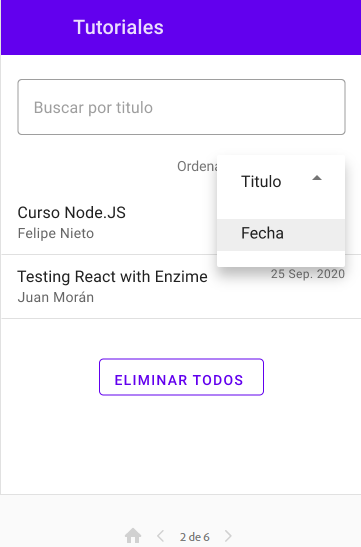 Tutoriales
Buscar por titulo
Ordena
Titulo
Fecha
Curso Node.JS
Felipe Nieto
Testing React with Enzime
25 Sep. 2020
Juan Morán
ELIMINAR TODOS
2 de 6